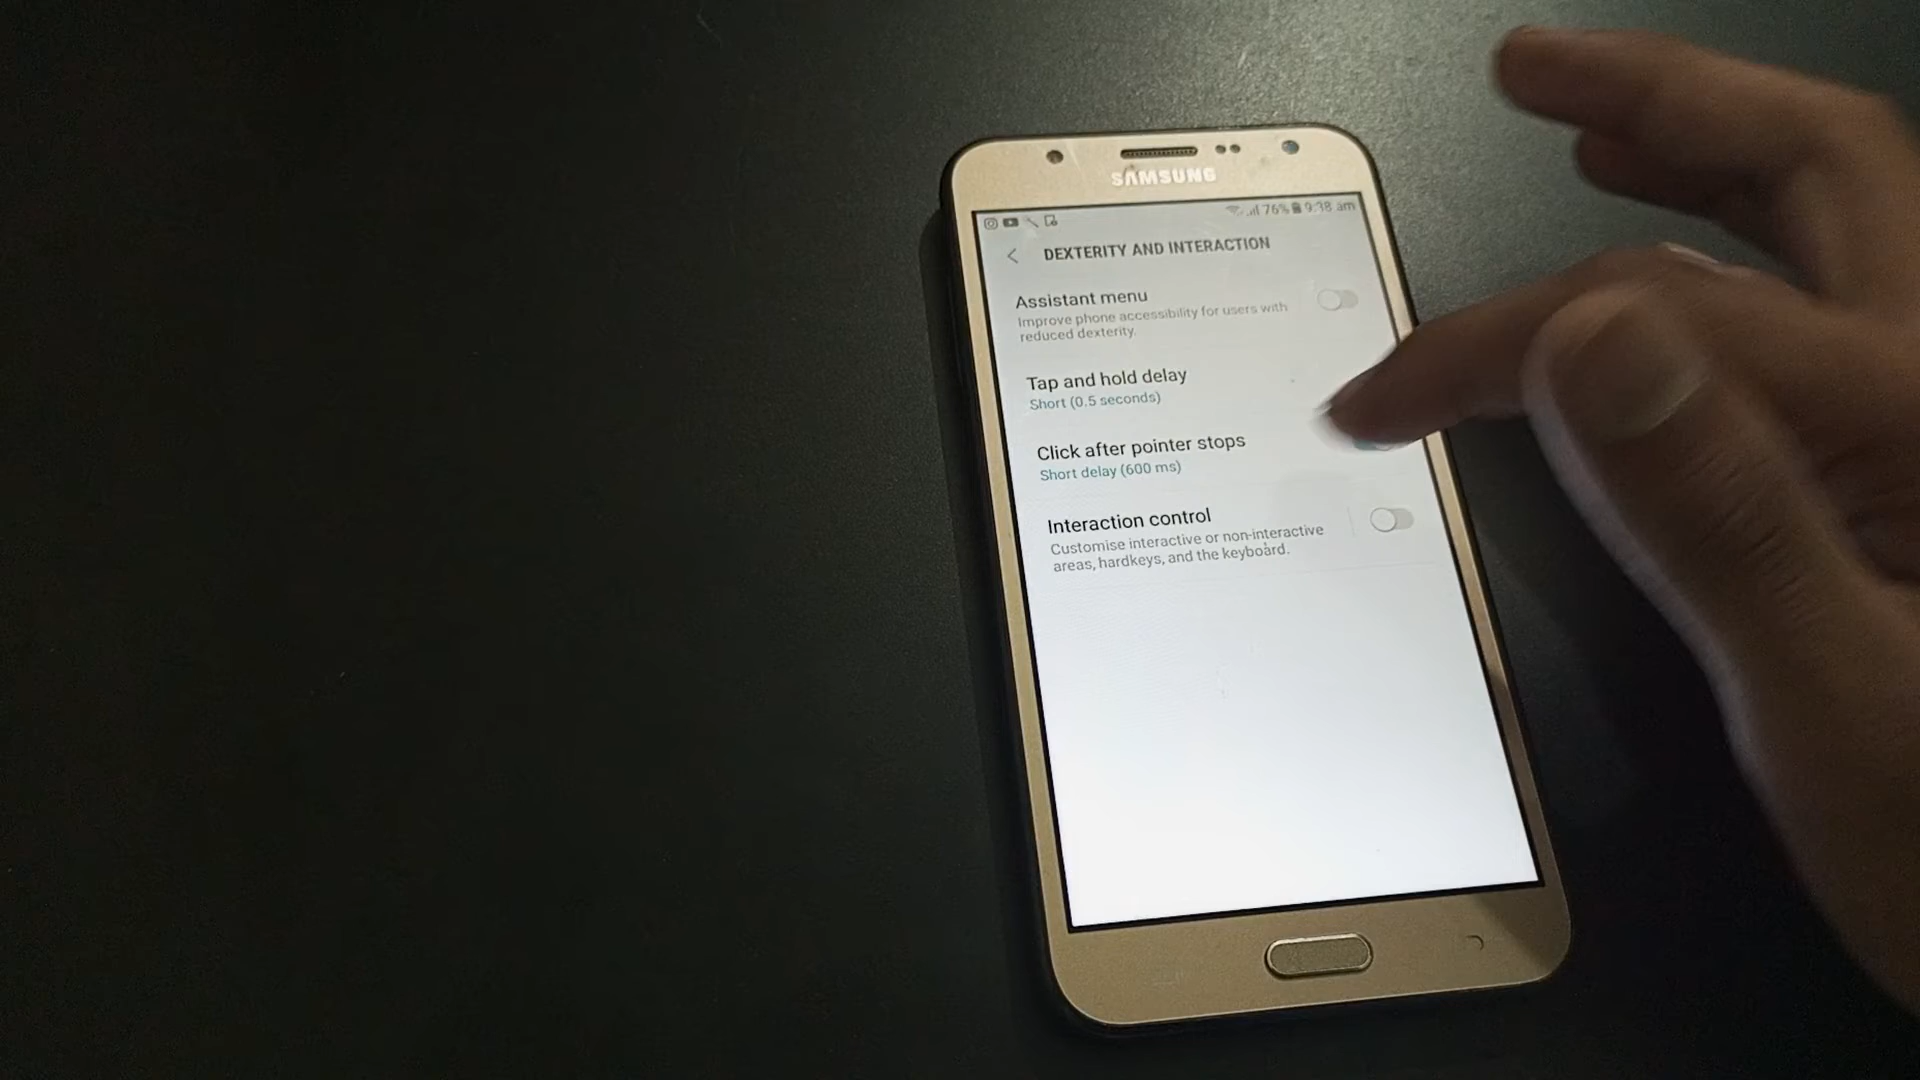 SAMSUNG
76% 9:38 am
DEXTERITY AND INTERACTION
Assistant menu
Improve phone accessibility for users with
reduced dexterity.
Tap and hold delay
Short (0.5 seconds)
Click after pointer stops
Short delay (600 ms)
Interaction control
Customise interactive or non-interactive
areas, hardkeys, and the keyboard.